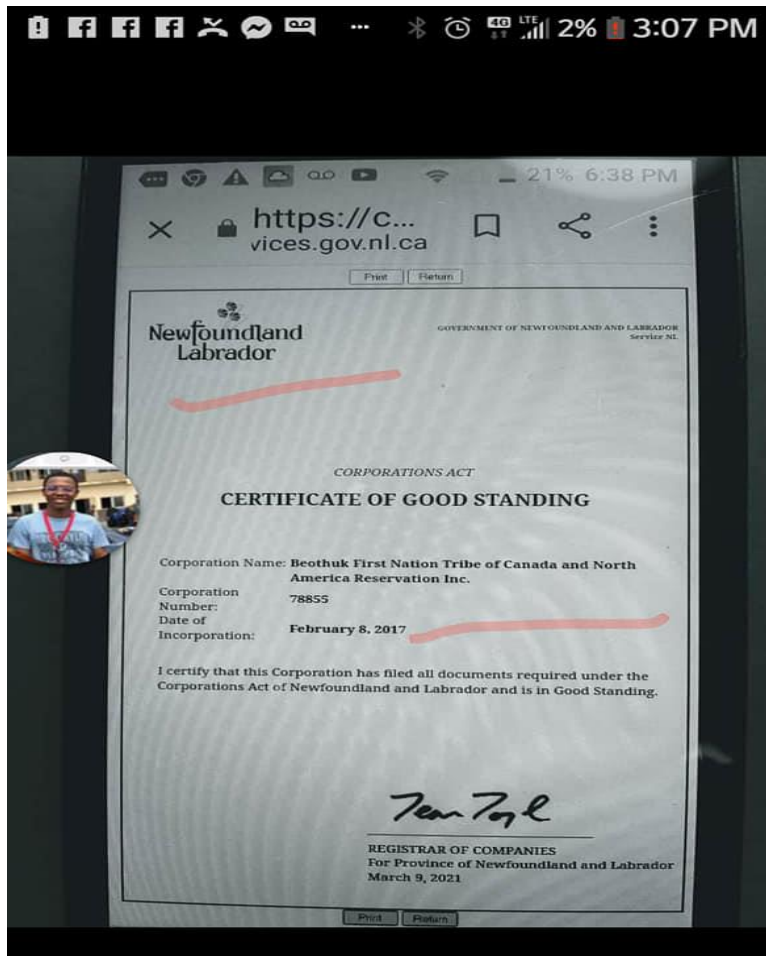 4G LTE 2% 3:07 PM
21% 6:38 PM
https://c...
vices.gov.nl.ca
Print Return
Newfoundland
Labrador
GOVERNMENT OF NEWFOUNDLAND AND LABRADOR
Service NL
CORPORATIONS ACT
CERTIFICATE OF GOOD STANDING
Corporation Name: Beothuk First Nation Tribe of Canada and North
America Reservation Inc.
Corporation
Number: 78855
Date of
Incorporation: February 8, 2017
I certify that this Corporation has filed all documents required under the
Corporations Act of Newfoundland and Labrador and is in Good Standing.
REGISTRAR OF COMPANIES
For Province of Newfoundland and Labrador
March 9, 2021
Print Return